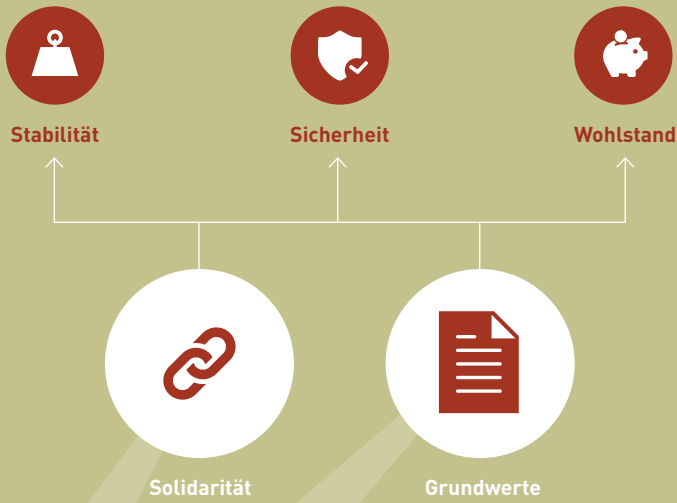 Stabilität
Sicherheit
Wohlstand
Solidarität
Grundwerte